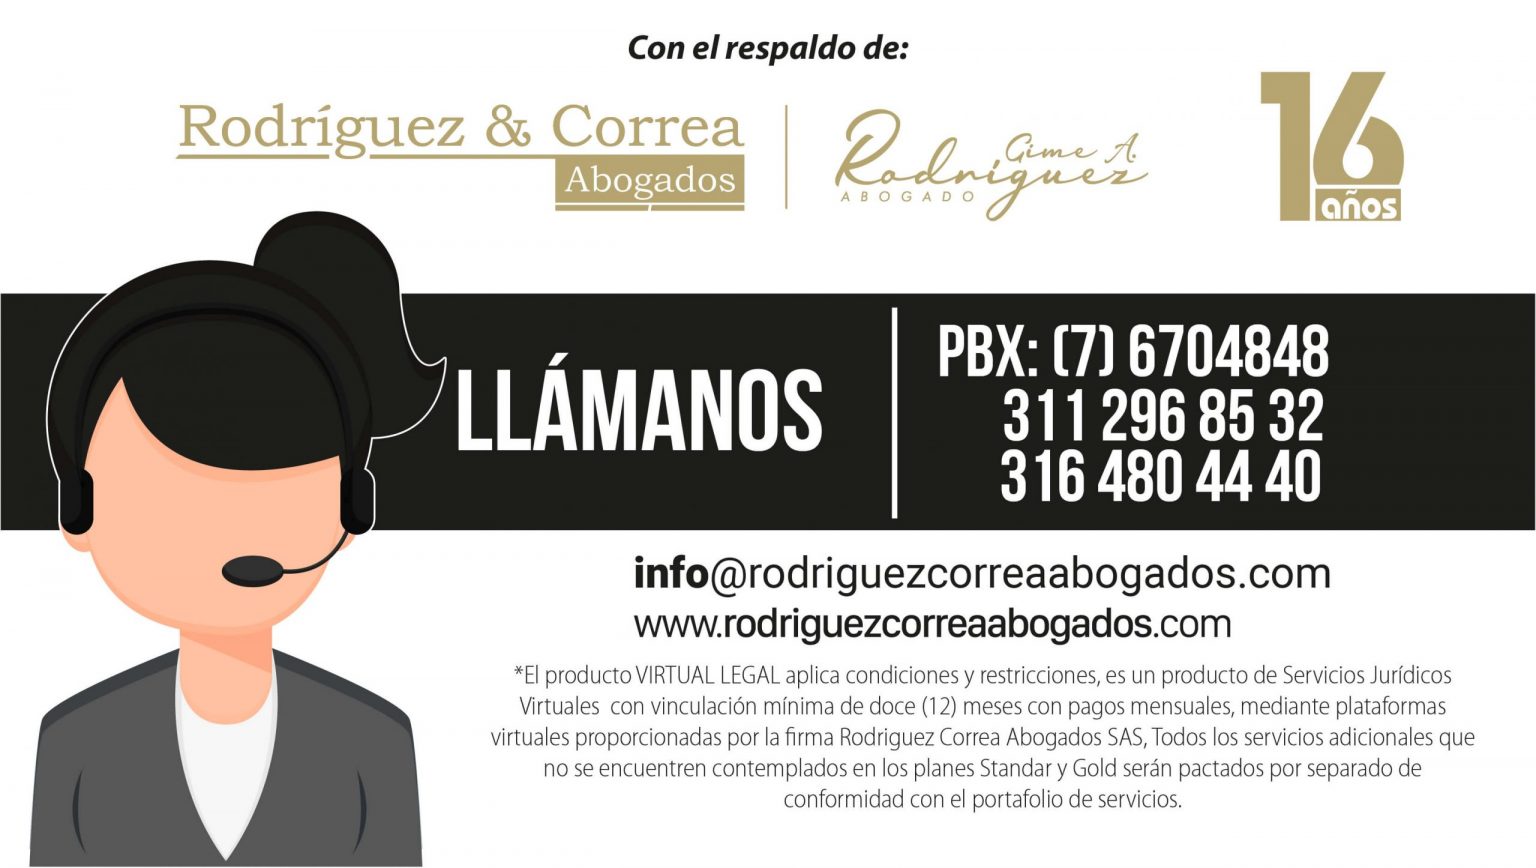 Con el respaldo de:
Rodríguez & Correa
Abogados
Gime A.
Rodríguez
ABOGADO
16
años
LLÁMANOS
PBX: (7) 6704848
311 296 85 32
316 480 44 40
info@rodriguezcorreaabogados.com
www.rodriguezcorreaabogados.com
*El producto VIRTUAL LEGAL aplica condiciones y restricciones, es un producto de Servicios Jurídicos
Virtuales con vinculación mínima de doce (12) meses con pagos mensuales, mediante plataformas
virtuales proporcionadas por la firma Rodriguez Correa Abogados SAS, Todos los servicios adicionales que
no se encuentren contemplados en los planes Standar y Gold serán pactados por separado de
conformidad con el portafolio de servicios.